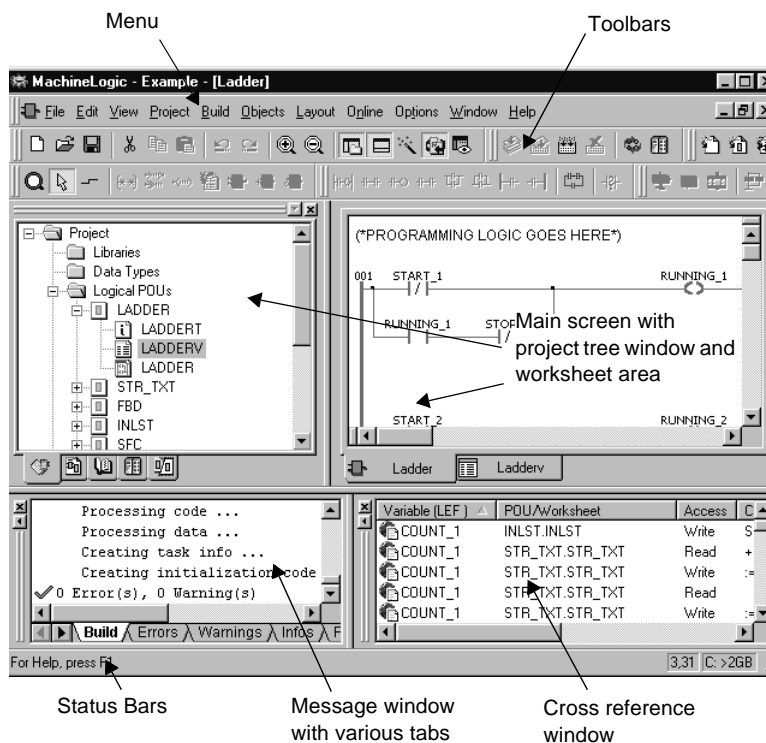 Menu
Toolbars
MachineLogic - Example - [Ladder]
File Edit View Project Build Objects Layout Online Options Window Help
Project
Libraries
Data Types
Logical POUs
LADDER
LADDERT
LADDERV
LADDER
STR_TXT
FBD
INLST
SFC
(*PROGRAMMING LOGIC GOES HERE*)
001 START_1 RUNNING_1
RUNNING_1
Main screen with
project tree window and
worksheet area
START_2 RUNNING_2
Ladder Ladderv
Processing code ...
Processing data ...
Creating task info ...
Creating initialization code
0 Error(s), 0 Warning(s)
Build Errors Warnings Infos
Variable (LEF) POU/Worksheet Access
COUNT_1 INLST.INLST Write
COUNT_1 STR_TXT.STR_TXT Read +
COUNT_1 STR_TXT.STR_TXT Write :=
COUNT_1 STR_TXT.STR_TXT Read
COUNT_1 STR_TXT.STR_TXT Write :=
For Help, press F1
3,31 C: >2GB
Status Bars
Message window
with various tabs
Cross reference
window